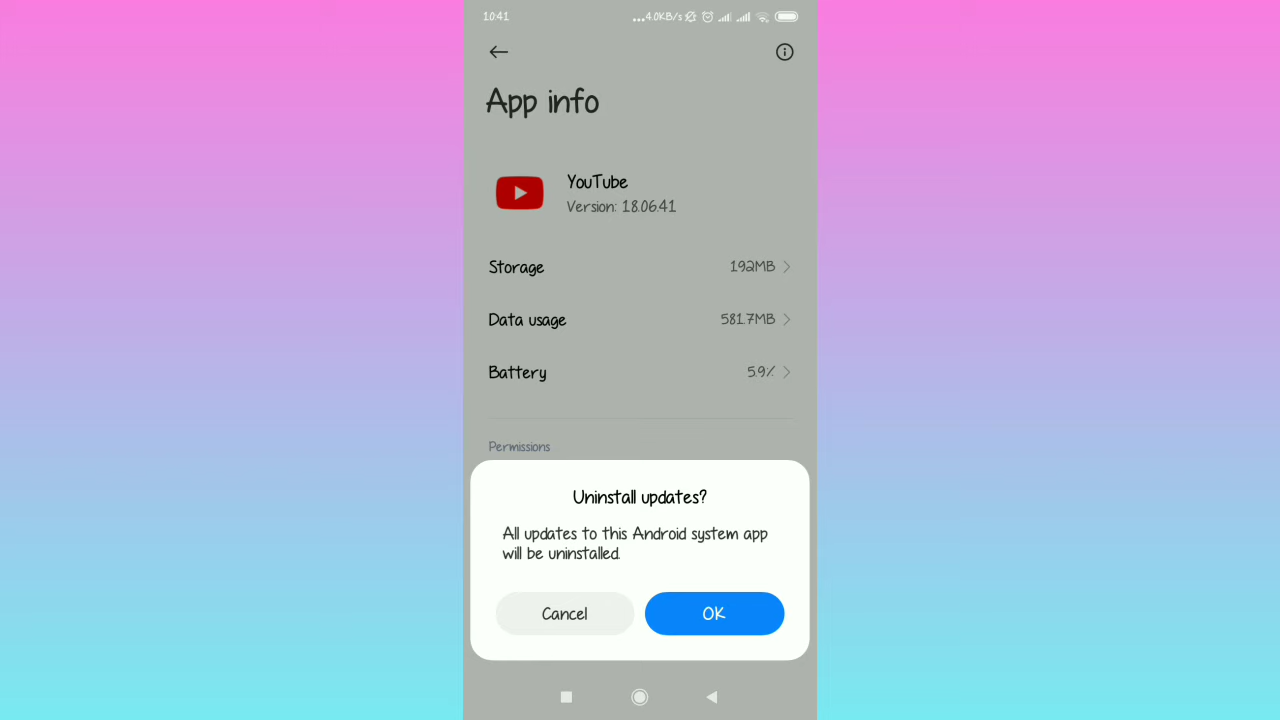 10:41
...4.0KB/s
App info
YouTube
Version: 18.06.41
Storage 192MB
Data usage 581.7MB
Battery 5.9%
Permissions
Uninstall updates?
All updates to this Android system app
will be uninstalled.
Cancel OK